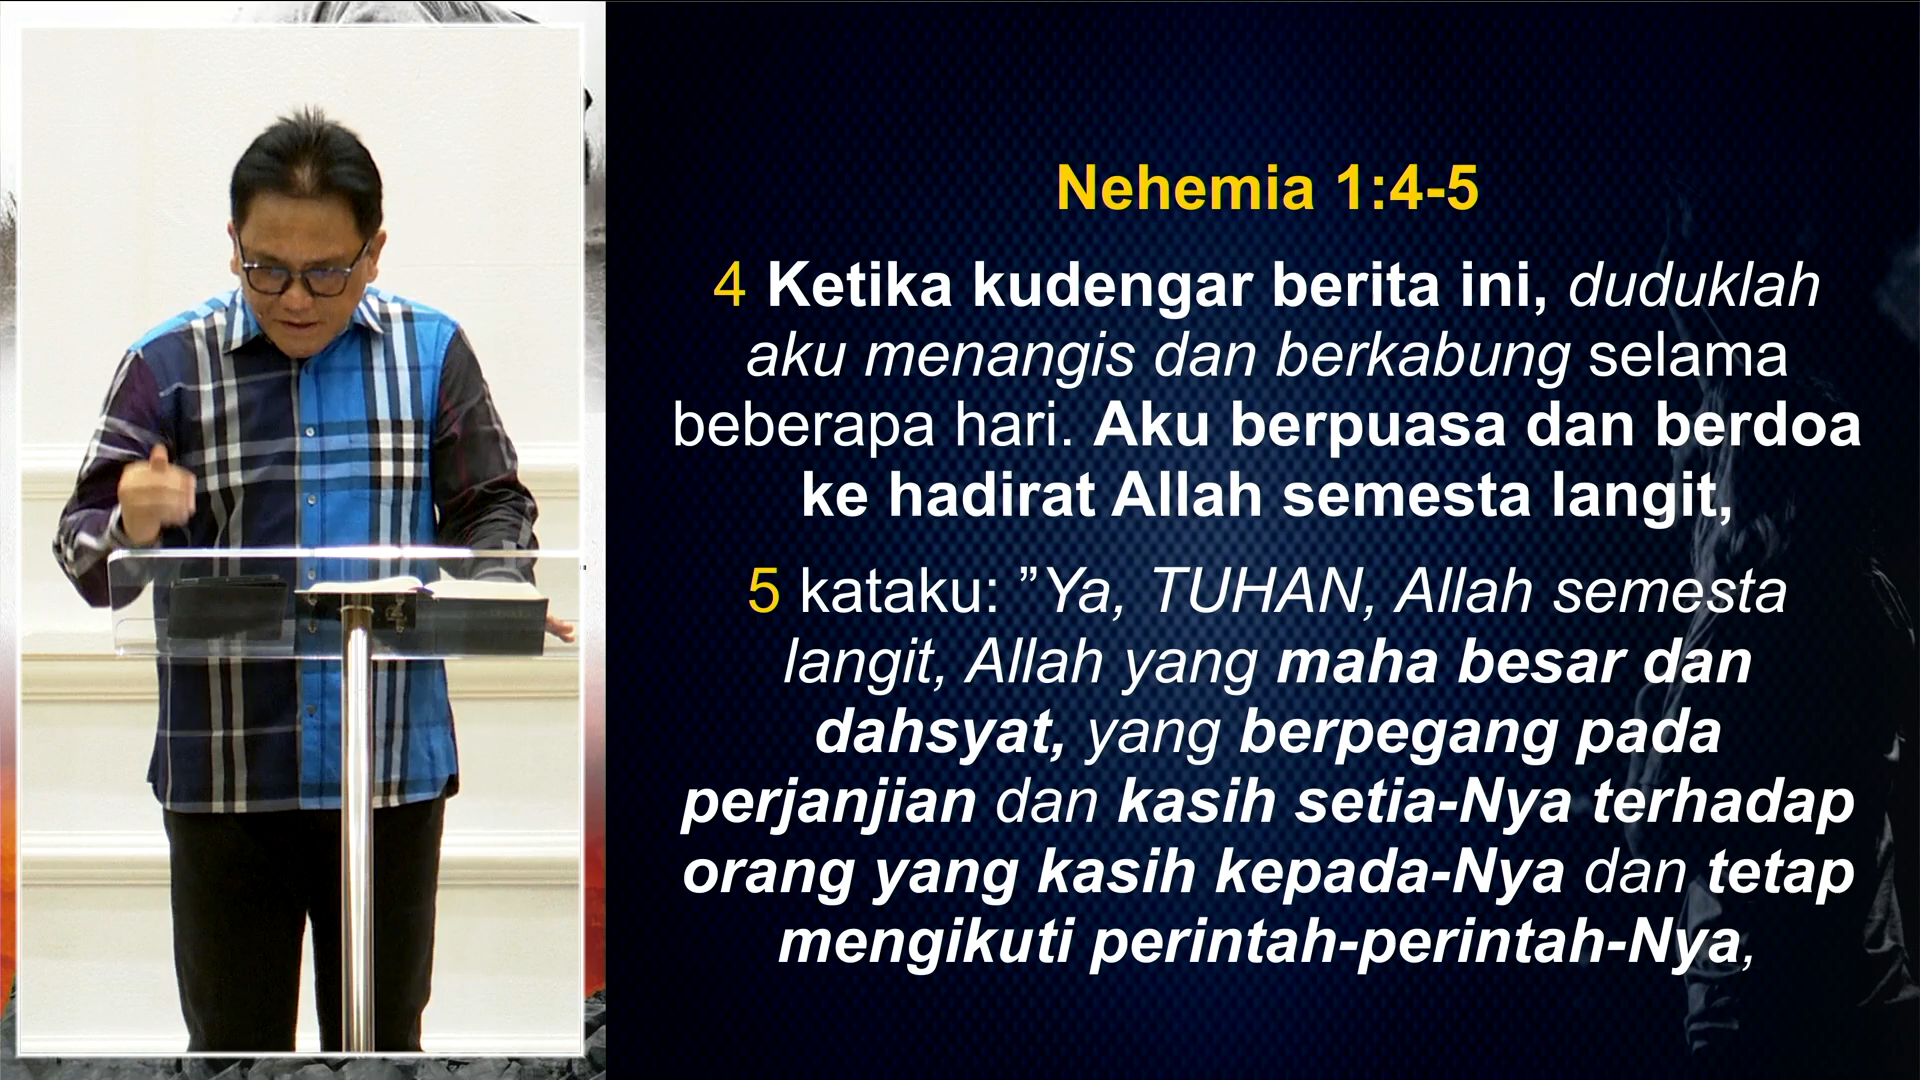 Nehemia 1:4-5
4 Ketika kudengar berita ini, duduklah
aku menangis dan berkabung selama
beberapa hari. Aku berpuasa dan berdoa
ke hadirat Allah semesta langit,
5 kataku: ”Ya, TUHAN, Allah semesta
langit, Allah yang maha besar dan
dahsyat, yang berpegang pada
perjanjian dan kasih setia-Nya terhadap
orang yang kasih kepada-Nya dan tetap
mengikuti perintah-perintah-Nya,